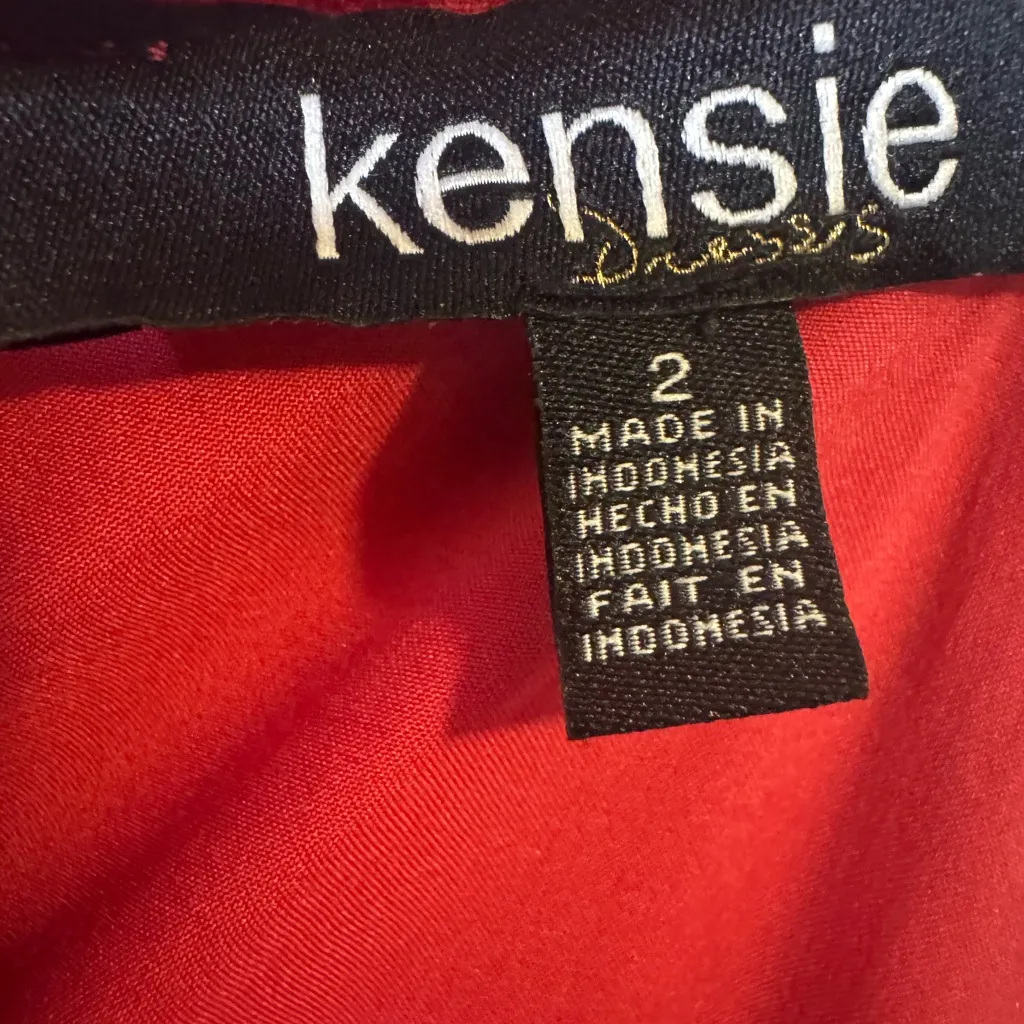 kensie
Dresses
2
MADE IN
INDONESIA
HECHO EN
INDONESIA
FAIT EN
INDONESIA